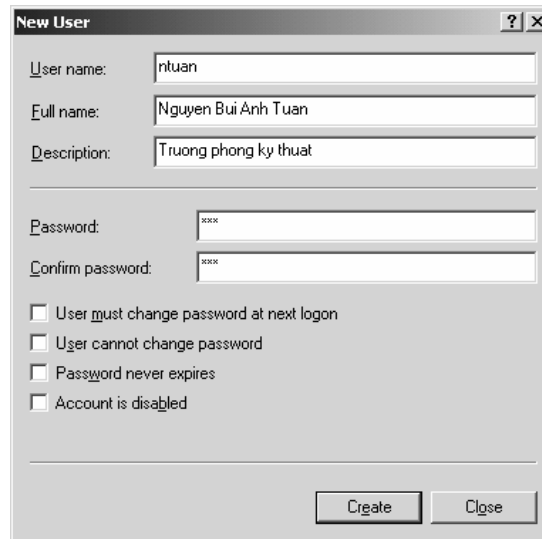 New User
User name: ntuan
Full name: Nguyen Bui Anh Tuan
Description: Truong phong ky thuat
Password: ***
Confirm password: ***
User must change password at next logon
User cannot change password
Password never expires
Account is disabled
Create Close